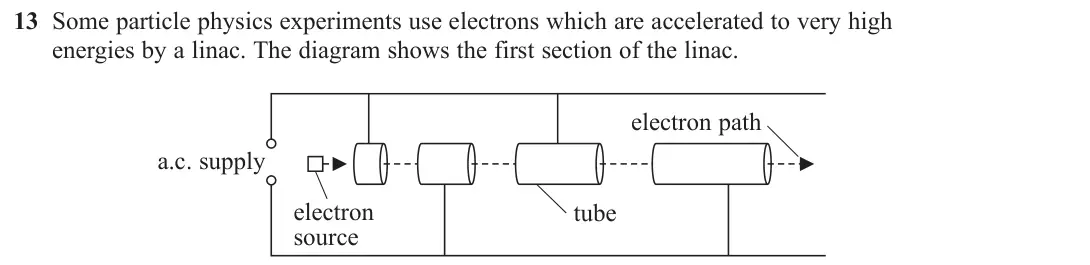 13 Some particle physics experiments use electrons which are accelerated to very high
energies by a linac. The diagram shows the first section of the linac.
electron path
a.c. supply
electron
source
tube